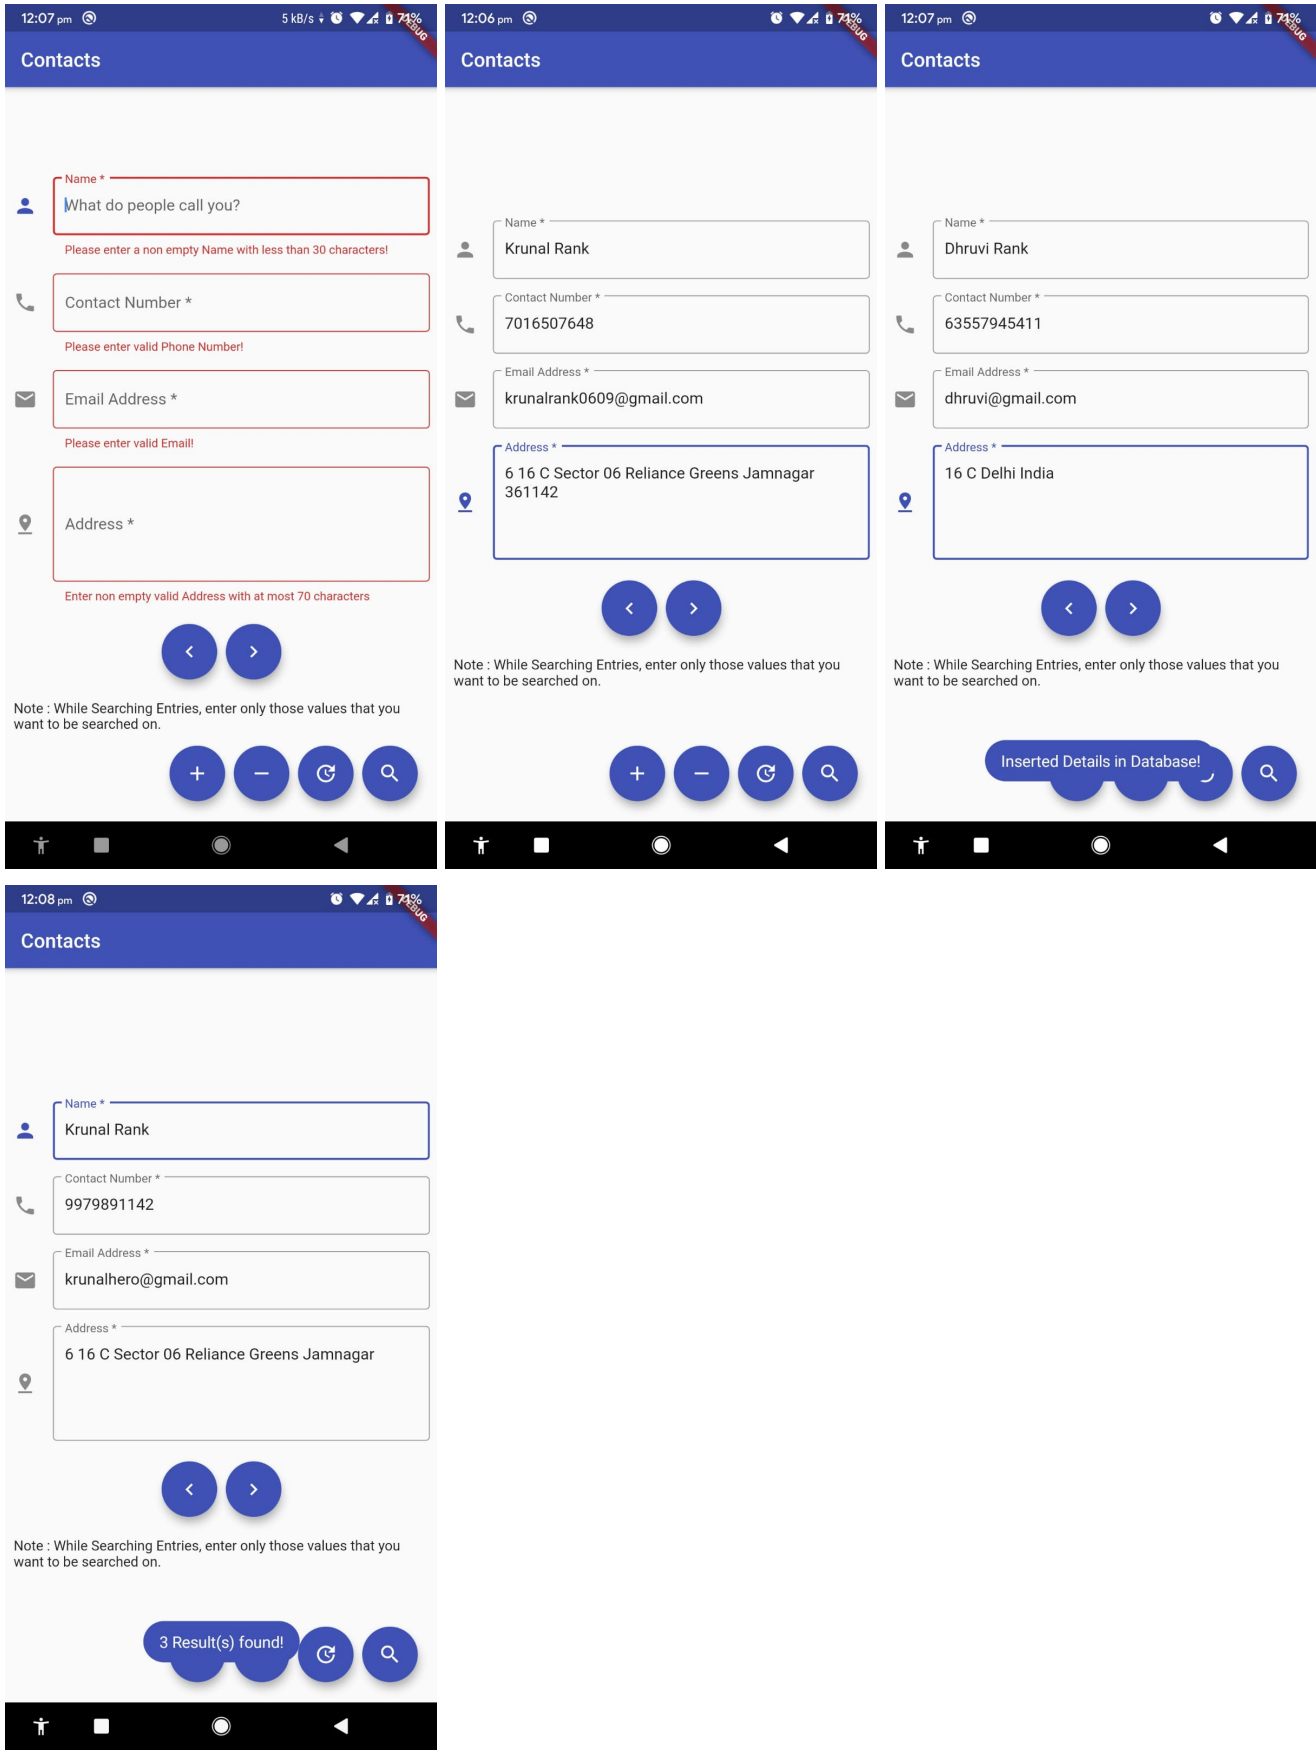 12:07 pm
5 kB/s
71%
DEBUG
Contacts
Name *
What do people call you?
Please enter a non empty Name with less than 30 characters!
Contact Number *
Please enter valid Phone Number!
Email Address *
Please enter valid Email!
Address *
Enter non empty valid Address with at most 70 characters
Note : While Searching Entries, enter only those values that you
want to be searched on.
12:06 pm
71%
DEBUG
Contacts
Name *
Krunal Rank
Contact Number *
7016507648
Email Address *
krunalrank0609@gmail.com
Address *
6 16 C Sector 06 Reliance Greens Jamnagar
361142
Note : While Searching Entries, enter only those values that you
want to be searched on.
12:07 pm
71%
DEBUG
Contacts
Name *
Dhruvi Rank
Contact Number *
63557945411
Email Address *
dhruvi@gmail.com
Address *
16 C Delhi India
Note : While Searching Entries, enter only those values that you
want to be searched on.
Inserted Details in Database!
12:08 pm
71%
DEBUG
Contacts
Name *
Krunal Rank
Contact Number *
9979891142
Email Address *
krunalhero@gmail.com
Address *
6 16 C Sector 06 Reliance Greens Jamnagar
Note : While Searching Entries, enter only those values that you
want to be searched on.
3 Result(s) found!